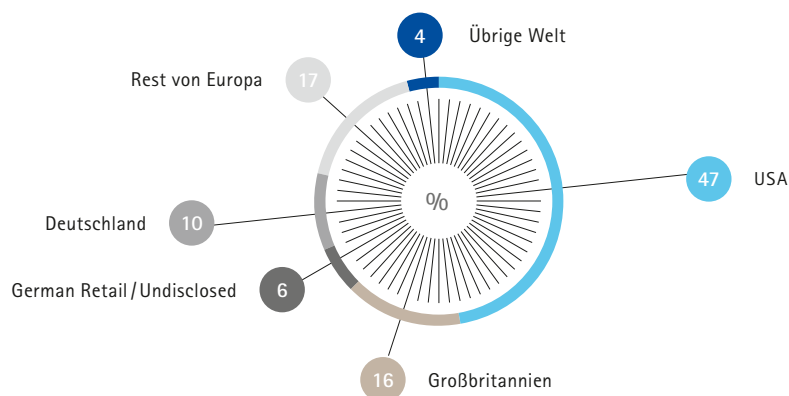 4 Übrige Welt
Rest von Europa 17
47 USA
%
Deutschland 10
German Retail / Undisclosed 6
16 Großbritannien